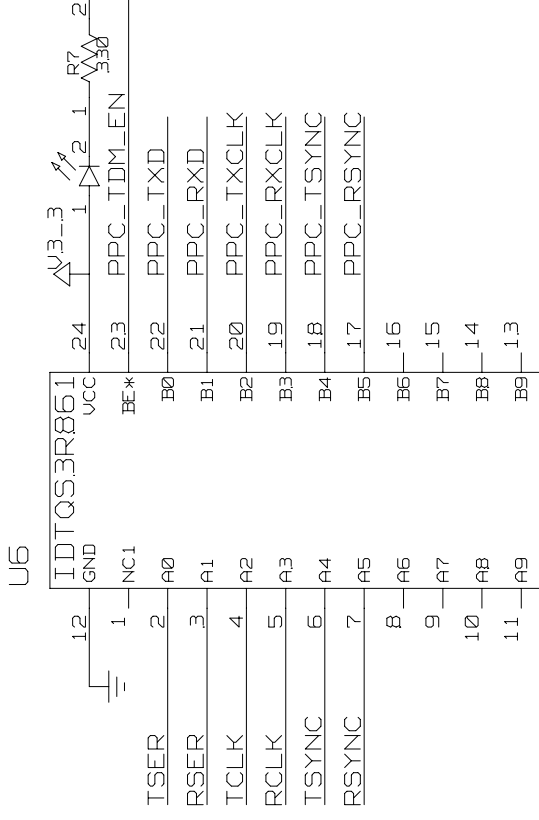 U6
IDTQS3R861
V3_3
12 GND VCC 24 1 2 1 R7 2
330
1 NC1 BE* 23 PPC_TDM_EN
TSER 2 A0 B0 22 PPC_TXD
RSER 3 A1 B1 21 PPC_RXD
TCLK 4 A2 B2 20 PPC_TXCLK
RCLK 5 A3 B3 19 PPC_RXCLK
TSYNC 6 A4 B4 18 PPC_TSYNC
RSYNC 7 A5 B5 17 PPC_RSYNC
8 A6 B6 16
9 A7 B7 15
10 A8 B8 14
11 A9 B9 13